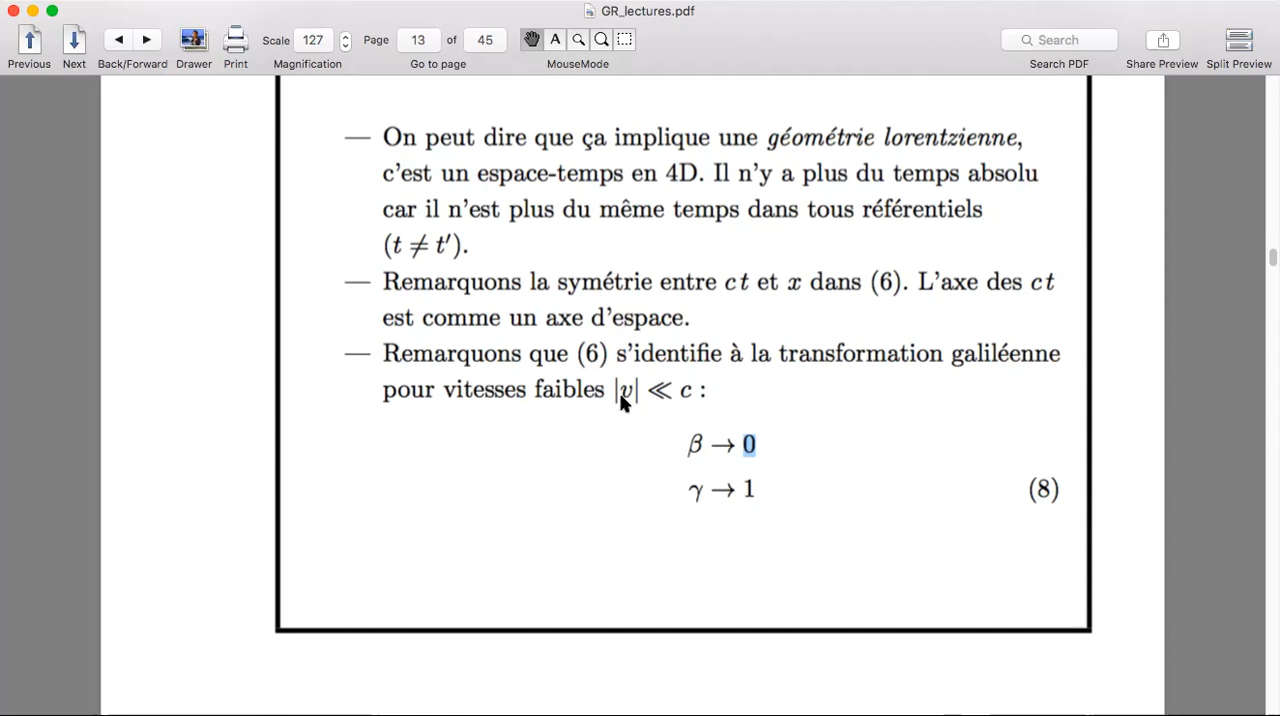 GR_lectures.pdf
Scale 127 Page 13 of 45 A Search
Previous Next Back/Forward Drawer Print Magnification Go to page MouseMode Search PDF Share Preview Split Preview
— On peut dire que ça implique une géométrie lorentzienne,
c'est un espace-temps en 4D. Il n'y a plus du temps absolu
car il n'est plus du même temps dans tous référentiels
(t ≠ t′).
— Remarquons la symétrie entre c t et x dans (6). L'axe des c t
est comme un axe d'espace.
— Remarquons que (6) s'identifie à la transformation galiléenne
pour vitesses faibles |v| ≪ c :
β → 0
γ → 1 (8)